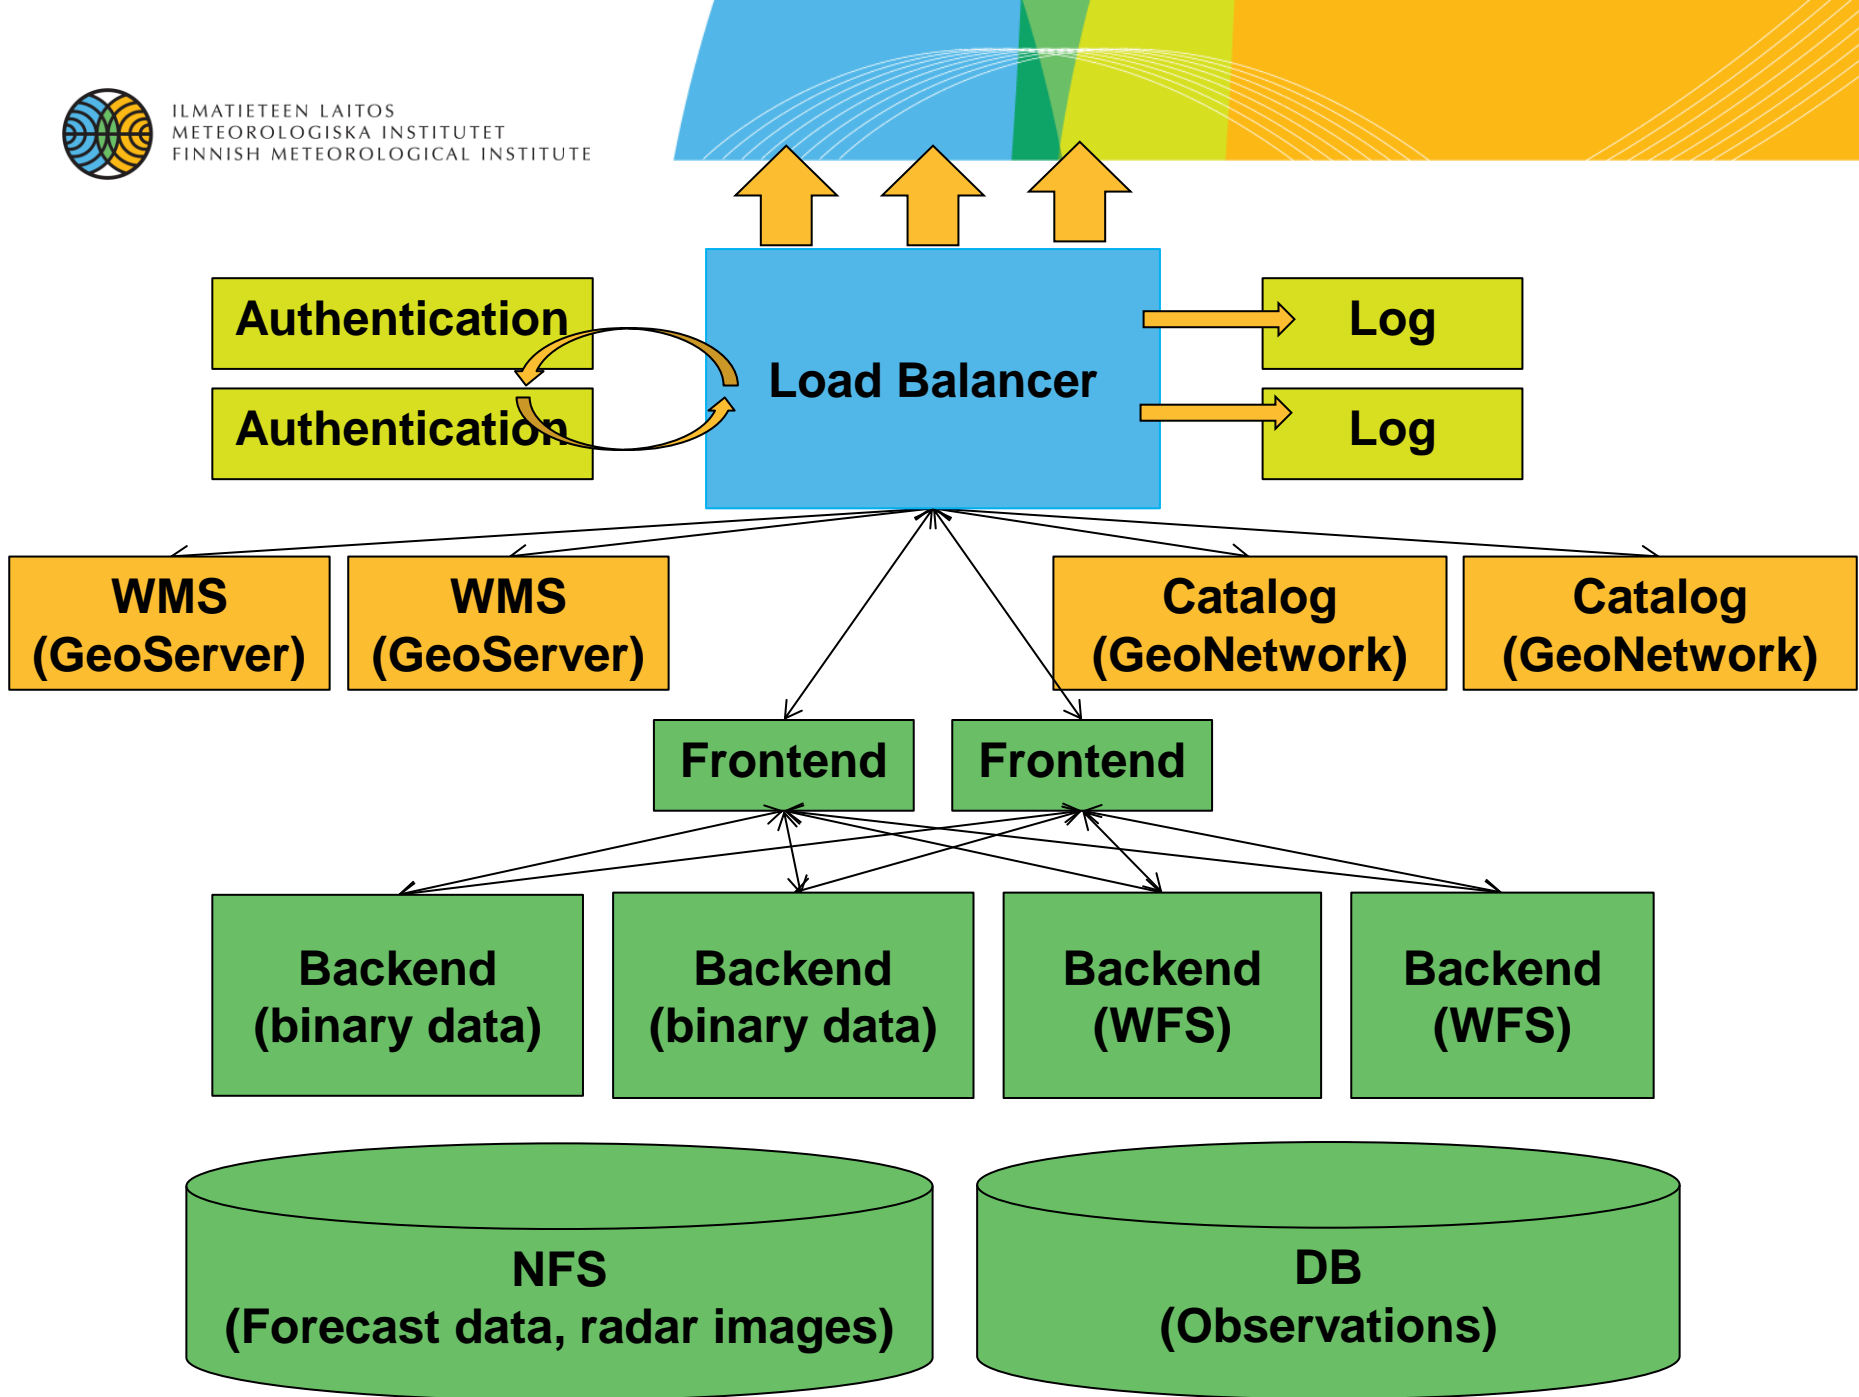 ILMATIETEEN LAITOS
METEOROLOGISKA INSTITUTET
FINNISH METEOROLOGICAL INSTITUTE
Authentication
Authentication
Load Balancer
Log
Log
WMS
(GeoServer)
WMS
(GeoServer)
Catalog
(GeoNetwork)
Catalog
(GeoNetwork)
Frontend
Frontend
Backend
(binary data)
Backend
(binary data)
Backend
(WFS)
Backend
(WFS)
NFS
(Forecast data, radar images)
DB
(Observations)